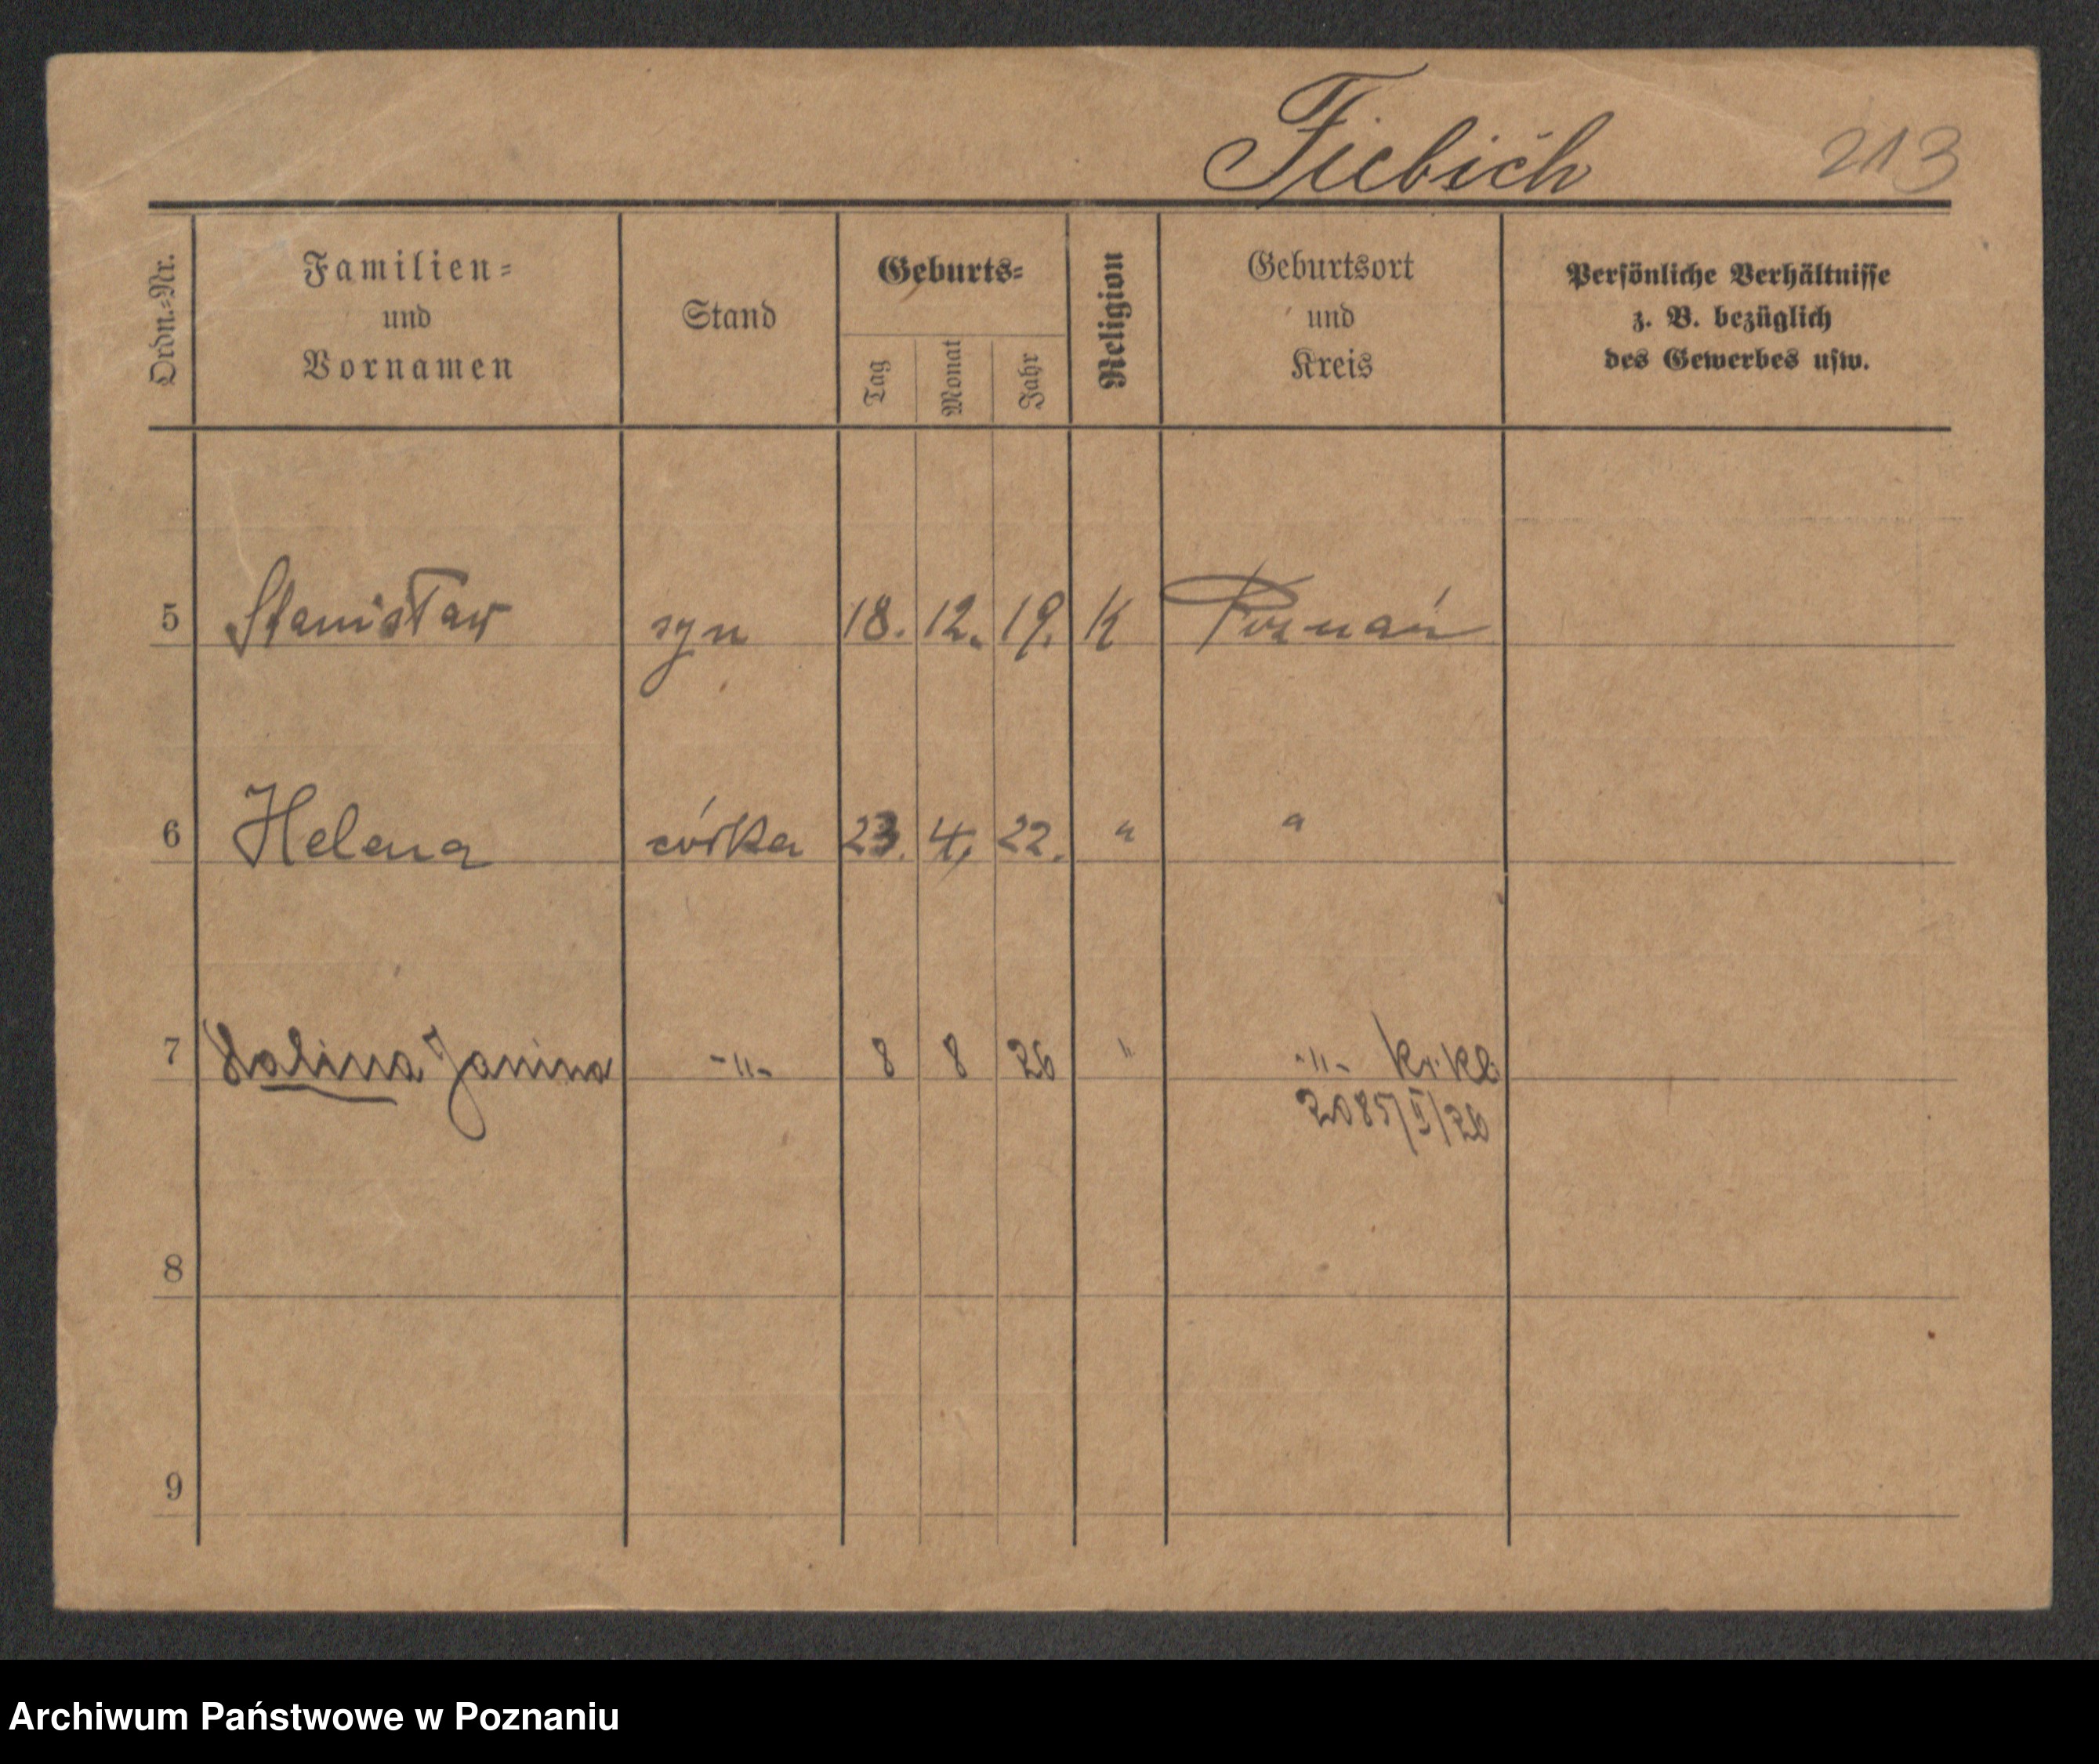 Fiebich 213
Ordn.=Nr.
Familien=
und
Vornamen
Stand
Geburts=
Tag
Monat
Jahr
Religion
Geburtsort
und
Kreis
Persönliche Verhältnisse
z. B. bezüglich
des Gewerbes usw.
5 Stanisław syn 18. 12. 19. K Poznań
6 Helena córka 23. 4. 22. " "
7 Halina Janina -"- 8 8 26 " -"- kr. kb.
2085/II/26
8
9
Archiwum Państwowe w Poznaniu